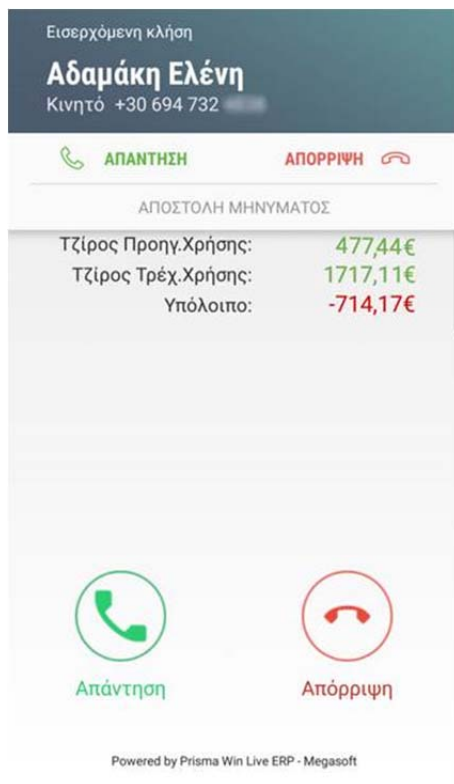 Εισερχόμενη κλήση
Αδαμάκη Ελένη
Κινητό +30 694 732
ΑΠΑΝΤΗΣΗ ΑΠΟΡΡΙΨΗ
ΑΠΟΣΤΟΛΗ ΜΗΝΥΜΑΤΟΣ
Τζίρος Προηγ.Χρήσης: 477,44€
Τζίρος Τρέχ.Χρήσης: 1717,11€
Υπόλοιπο: -714,17€
Απάντηση Απόρριψη
Powered by Prisma Win Live ERP - Megasoft